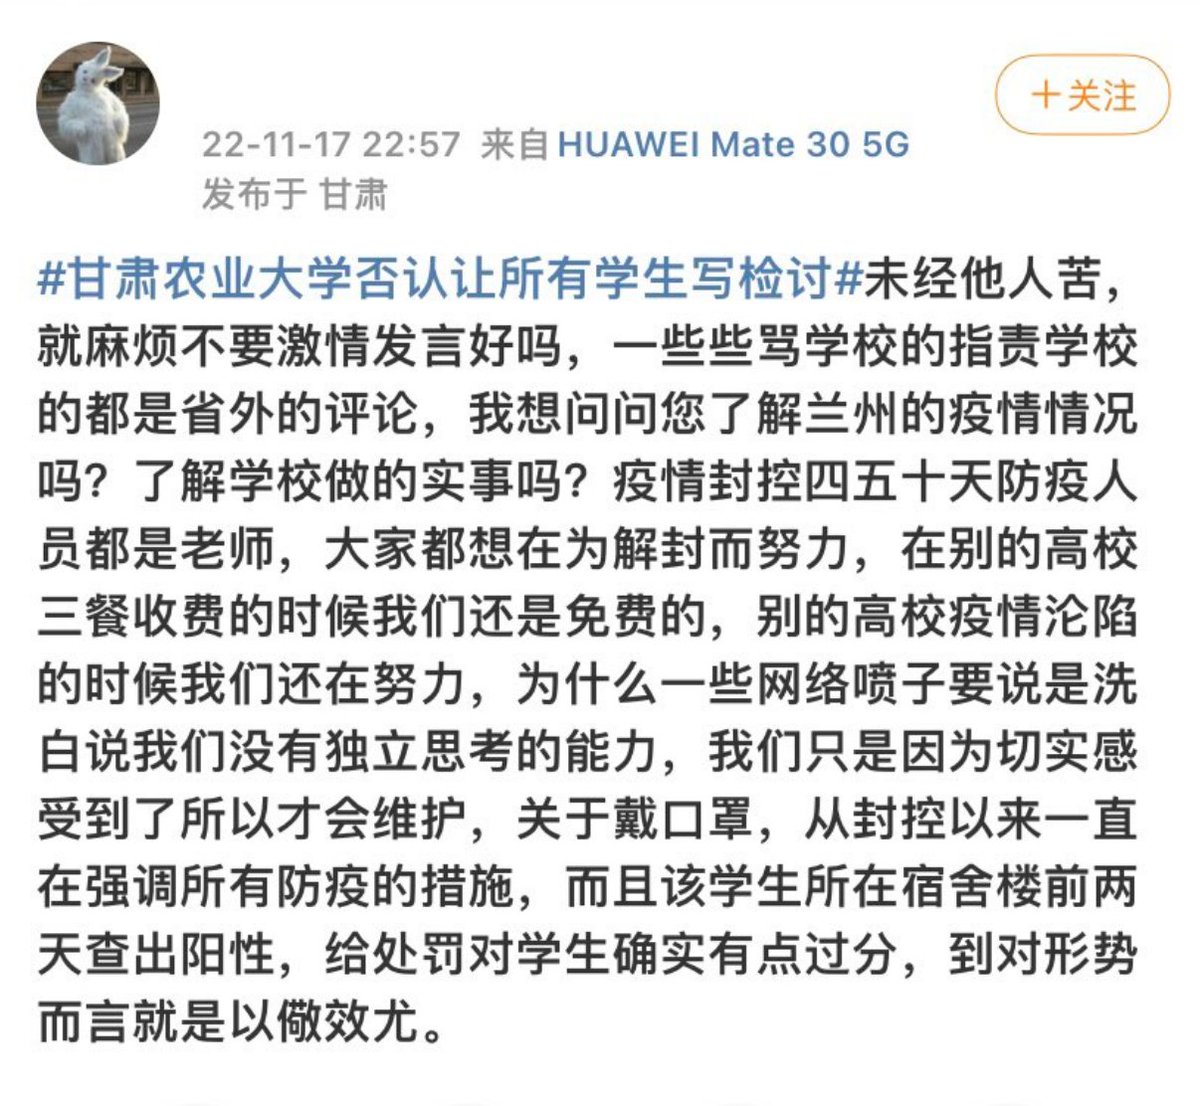 +关注
22-11-17 22:57 来自 HUAWEI Mate 30 5G
发布于 甘肃
#甘肃农业大学否认让所有学生写检讨#未经他人苦，
就麻烦不要激情发言好吗，一些些骂学校的指责学校
的都是省外的评论，我想问问您了解兰州的疫情情况
吗？了解学校做的实事吗？疫情封控四五十天防疫人
员都是老师，大家都想在为解封而努力，在别的高校
三餐收费的时候我们还是免费的，别的高校疫情沦陷
的时候我们还在努力，为什么一些网络喷子要说是洗
白说我们没有独立思考的能力，我们只是因为切实感
受到了所以才会维护，关于戴口罩，从封控以来一直
在强调所有防疫的措施，而且该学生所在宿舍楼前两
天查出阳性，给处罚对学生确实有点过分，到对形势
而言就是以儆效尤。